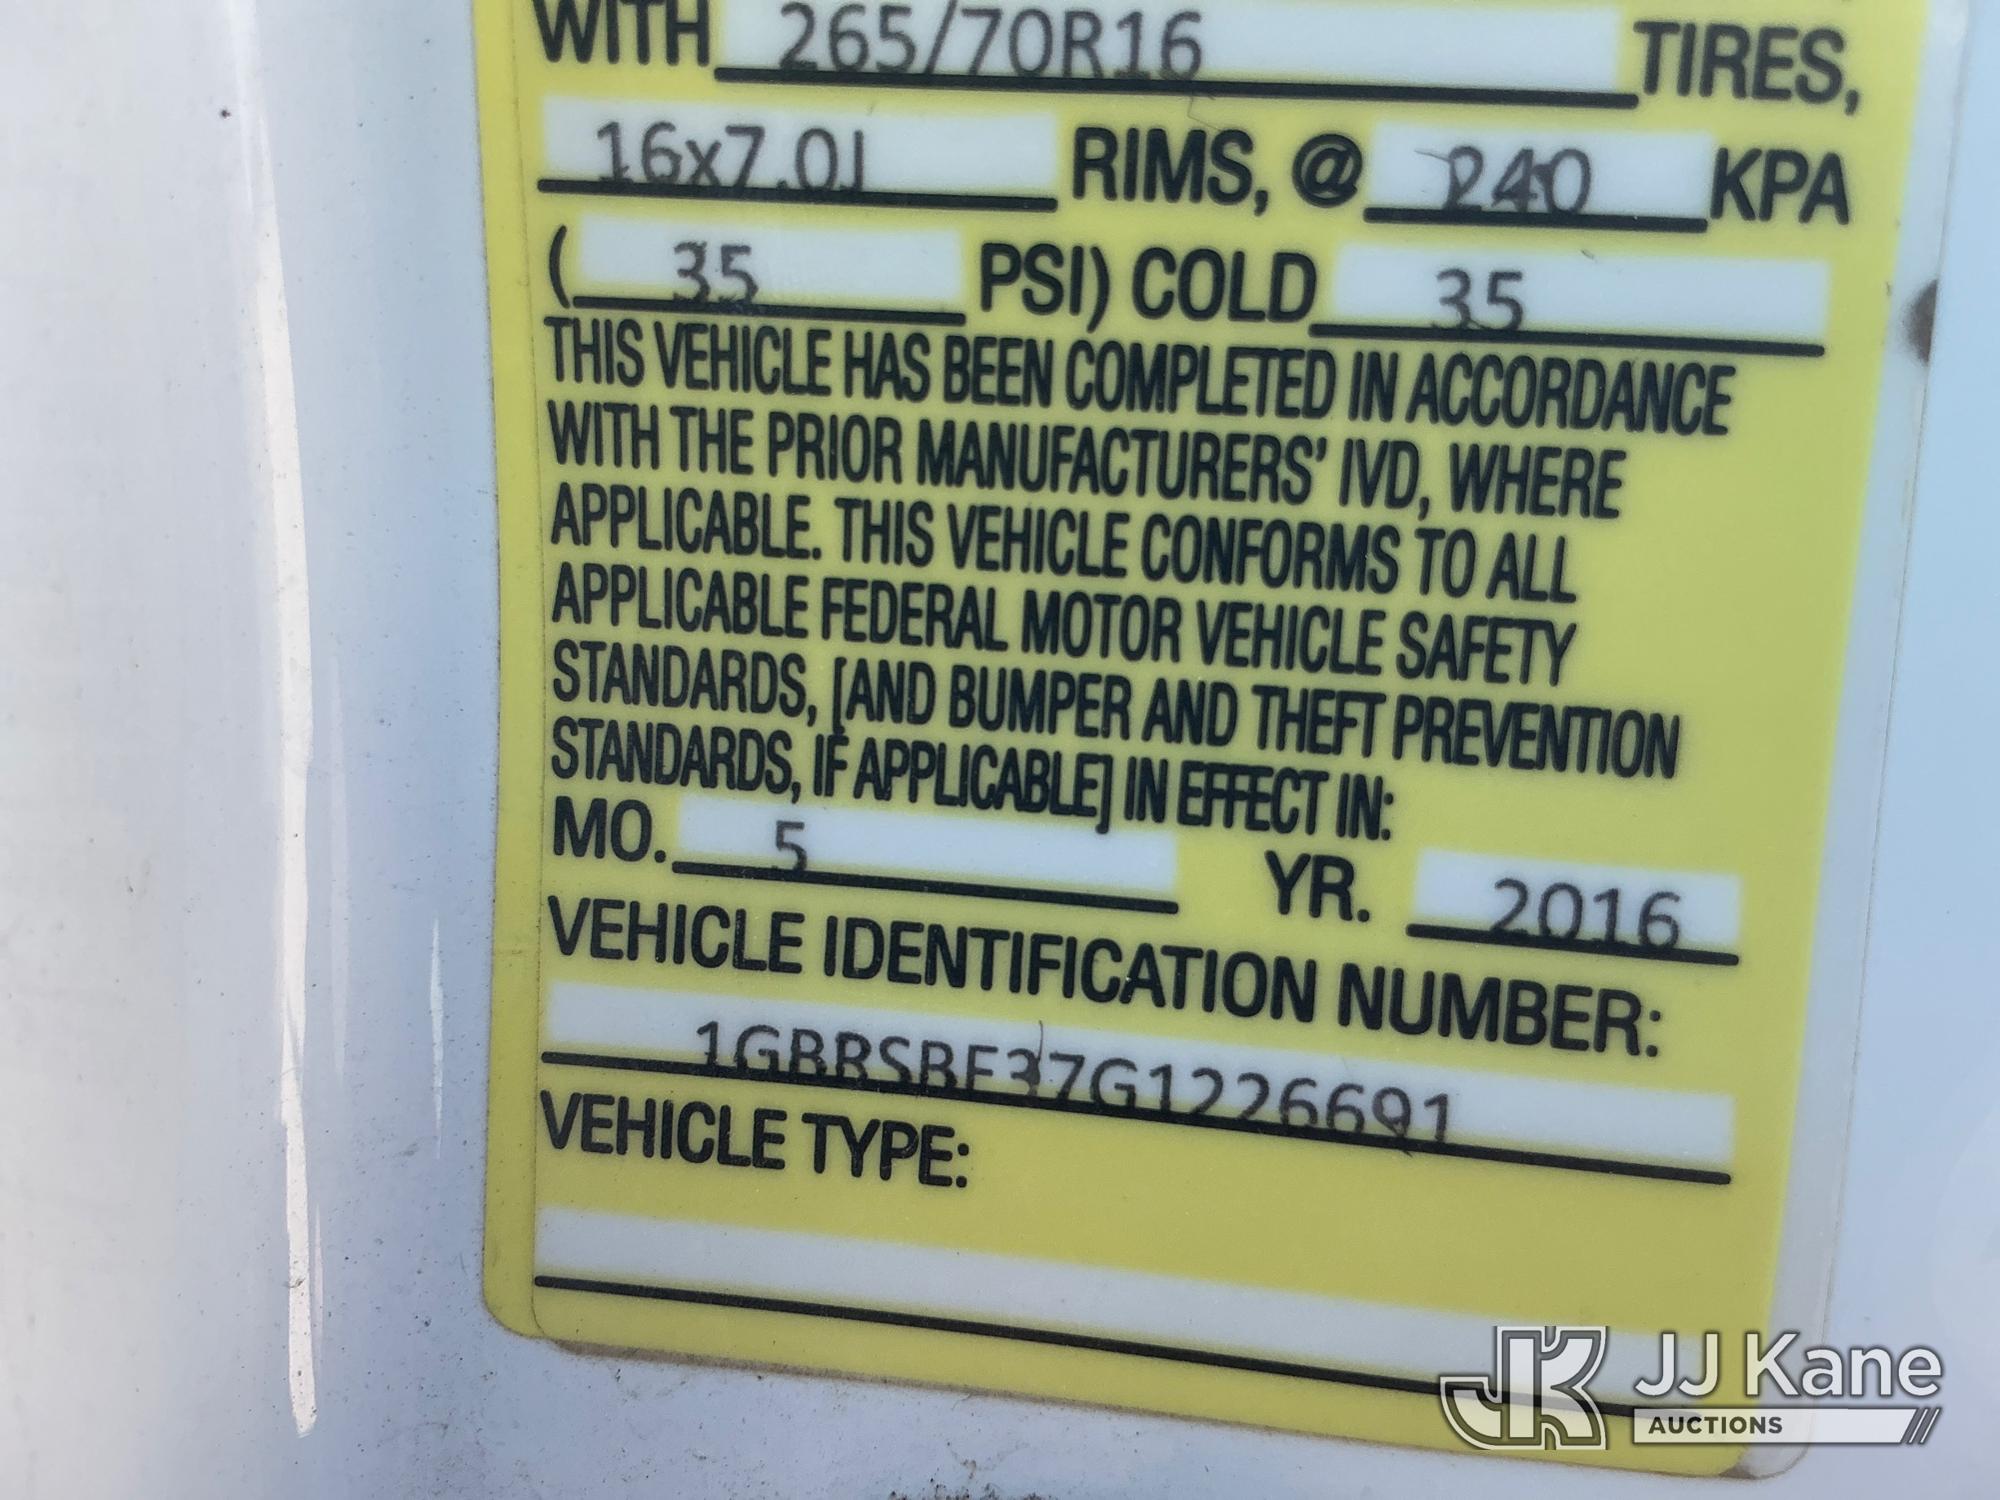 WITH 265/70R16 TIRES,
16x7.0J RIMS, @ 240 KPA
( 35 PSI) COLD 35
THIS VEHICLE HAS BEEN COMPLETED IN ACCORDANCE
WITH THE PRIOR MANUFACTURERS' IVD, WHERE
APPLICABLE. THIS VEHICLE CONFORMS TO ALL
APPLICABLE FEDERAL MOTOR VEHICLE SAFETY
STANDARDS, [AND BUMPER AND THEFT PREVENTION
STANDARDS, IF APPLICABLE] IN EFFECT IN:
MO. 5 YR. 2016
VEHICLE IDENTIFICATION NUMBER:
1GBRSBE37G1226691
VEHICLE TYPE:
JK JJ Kane
AUCTIONS